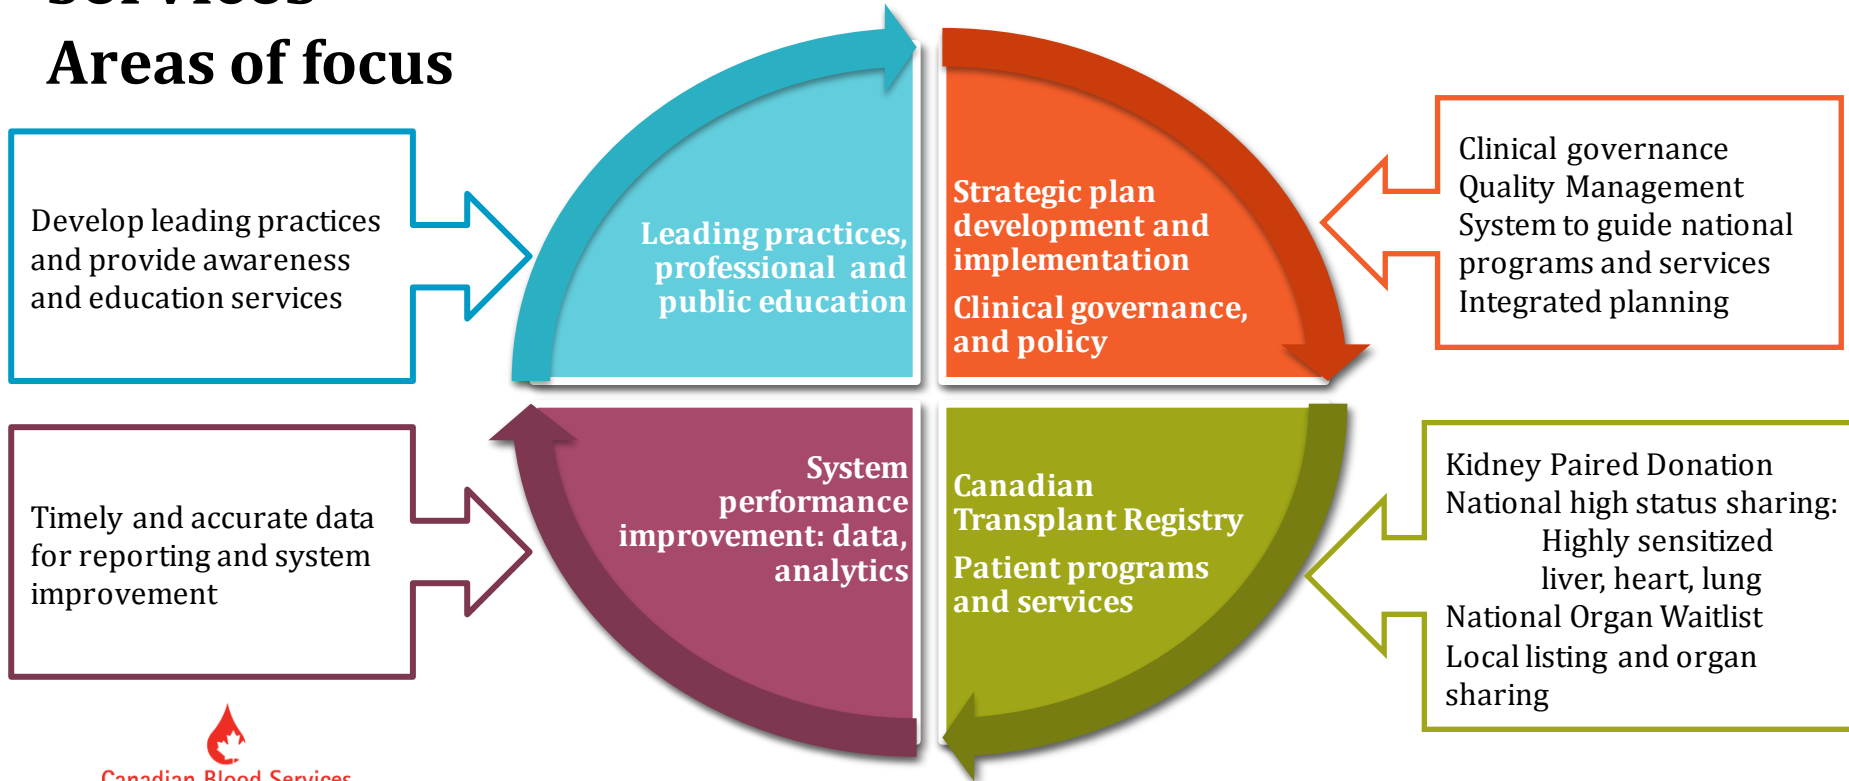 services
Areas of focus
Develop leading practices
and provide awareness
and education services
Leading practices,
professional and
public education
Strategic plan
development and
implementation
Clinical governance,
and policy
Clinical governance
Quality Management
System to guide national
programs and services
Integrated planning
Timely and accurate data
for reporting and system
improvement
System
performance
improvement: data,
analytics
Canadian
Transplant Registry
Patient programs
and services
Kidney Paired Donation
National high status sharing:
Highly sensitized
liver, heart, lung
National Organ Waitlist
Local listing and organ
sharing
Canadian Blood Services